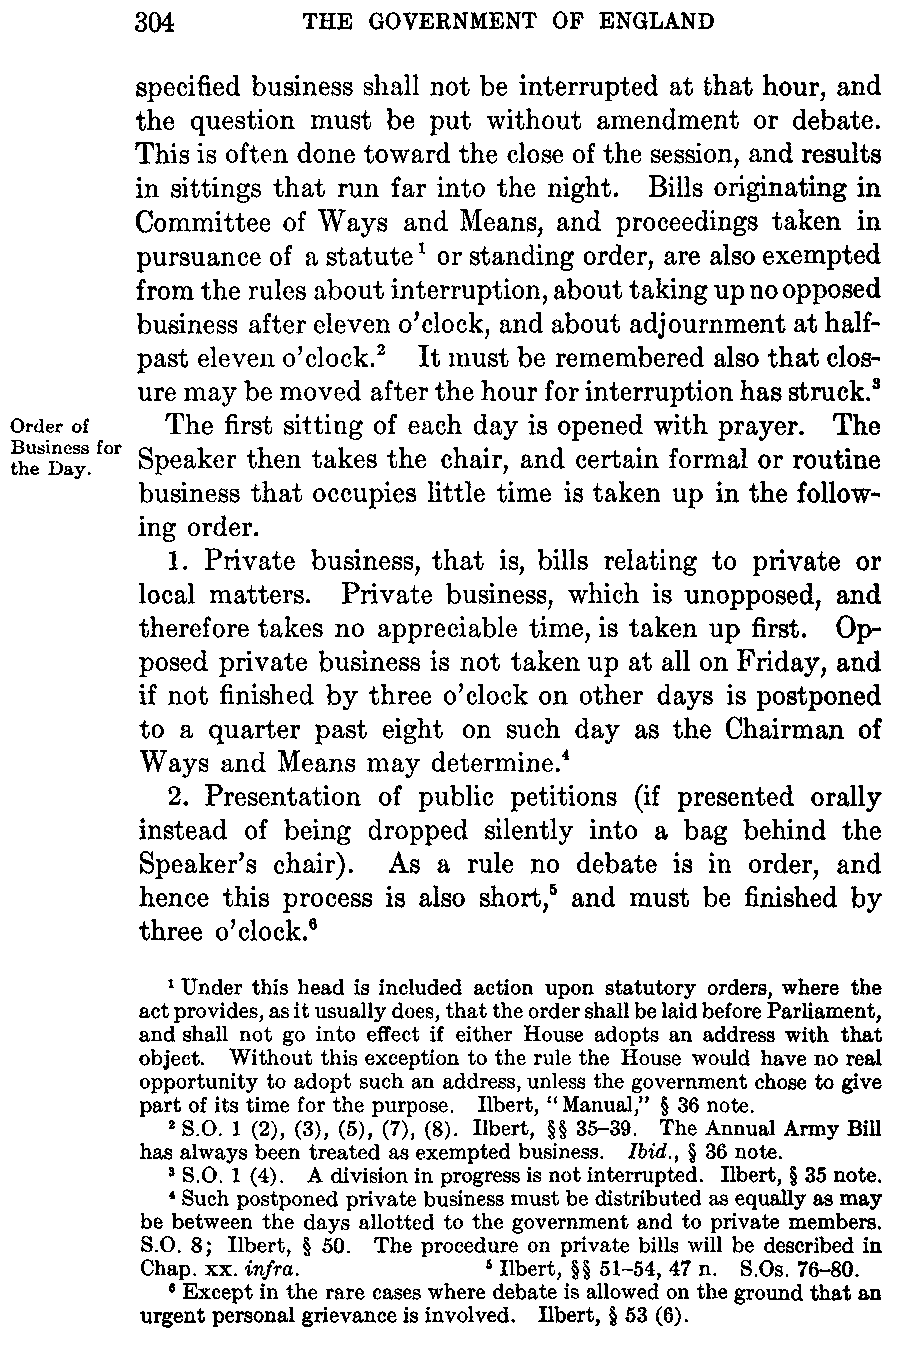 304 THE GOVERNMENT OF ENGLAND
specified business shall not be interrupted at that hour, and
the question must be put without amendment or debate.
This is often done toward the close of the session, and results
in sittings that run far into the night. Bills originating in
Committee of Ways and Means, and proceedings taken in
pursuance of a statute¹ or standing order, are also exempted
from the rules about interruption, about taking up no opposed
business after eleven o'clock, and about adjournment at half-
past eleven o'clock.² It must be remembered also that clos-
ure may be moved after the hour for interruption has struck.³
Order of
Business for
the Day.
The first sitting of each day is opened with prayer. The
Speaker then takes the chair, and certain formal or routine
business that occupies little time is taken up in the follow-
ing order.
1. Private business, that is, bills relating to private or
local matters. Private business, which is unopposed, and
therefore takes no appreciable time, is taken up first. Op-
posed private business is not taken up at all on Friday, and
if not finished by three o'clock on other days is postponed
to a quarter past eight on such day as the Chairman of
Ways and Means may determine.⁴
2. Presentation of public petitions (if presented orally
instead of being dropped silently into a bag behind the
Speaker's chair). As a rule no debate is in order, and
hence this process is also short,⁵ and must be finished by
three o'clock.⁶
¹ Under this head is included action upon statutory orders, where the
act provides, as it usually does, that the order shall be laid before Parliament,
and shall not go into effect if either House adopts an address with that
object. Without this exception to the rule the House would have no real
opportunity to adopt such an address, unless the government chose to give
part of its time for the purpose. Ilbert, "Manual," § 36 note.
² S.O. 1 (2), (3), (5), (7), (8). Ilbert, §§ 35–39. The Annual Army Bill
has always been treated as exempted business. Ibid., § 36 note.
³ S.O. 1 (4). A division in progress is not interrupted. Ilbert, § 35 note.
⁴ Such postponed private business must be distributed as equally as may
be between the days allotted to the government and to private members.
S.O. 8; Ilbert, § 50. The procedure on private bills will be described in
Chap. xx. infra. ⁵ Ilbert, §§ 51–54, 47 n. S.Os. 76–80.
⁶ Except in the rare cases where debate is allowed on the ground that an
urgent personal grievance is involved. Ilbert, § 53 (6).